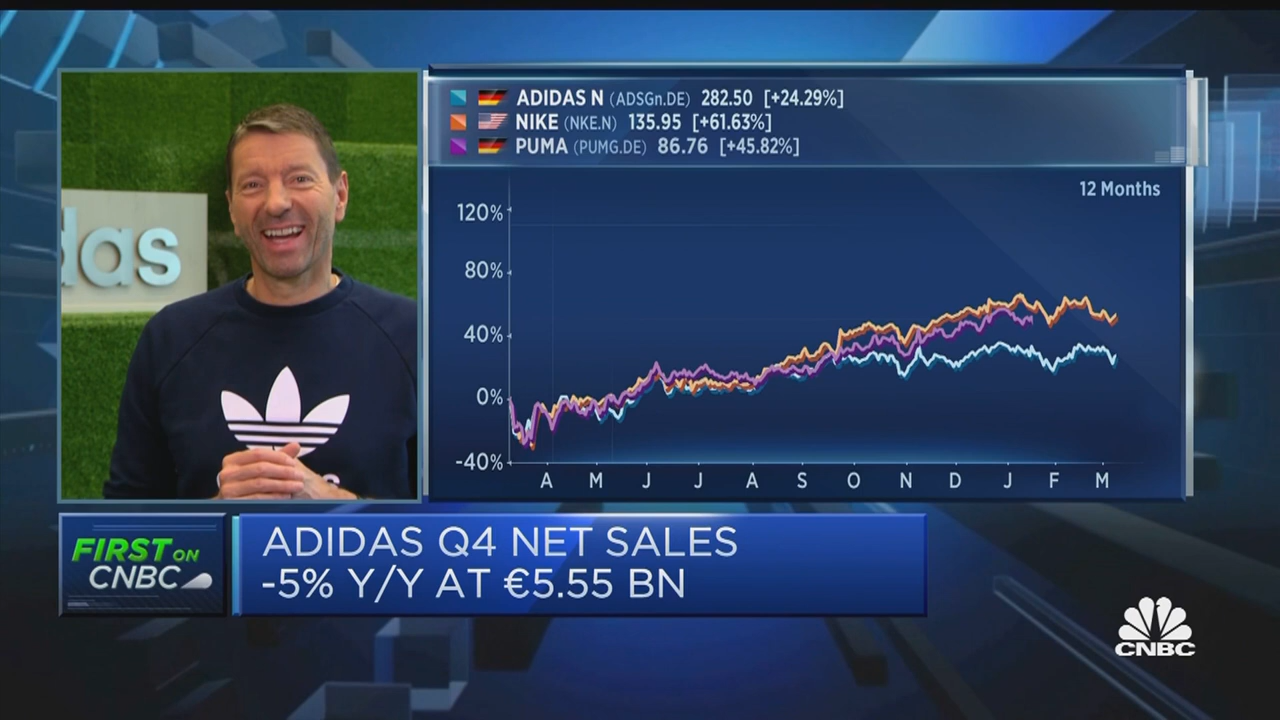 das
ADIDAS N (ADSGn.DE) 282.50 [+24.29%]
NIKE (NKE.N) 135.95 [+61.63%]
PUMA (PUMG.DE) 86.76 [+45.82%]
12 Months
120%
80%
40%
0%
-40%
A M J J A S O N D J F M
FIRST ON
CNBC
ADIDAS Q4 NET SALES
-5% Y/Y AT €5.55 BN
CNBC